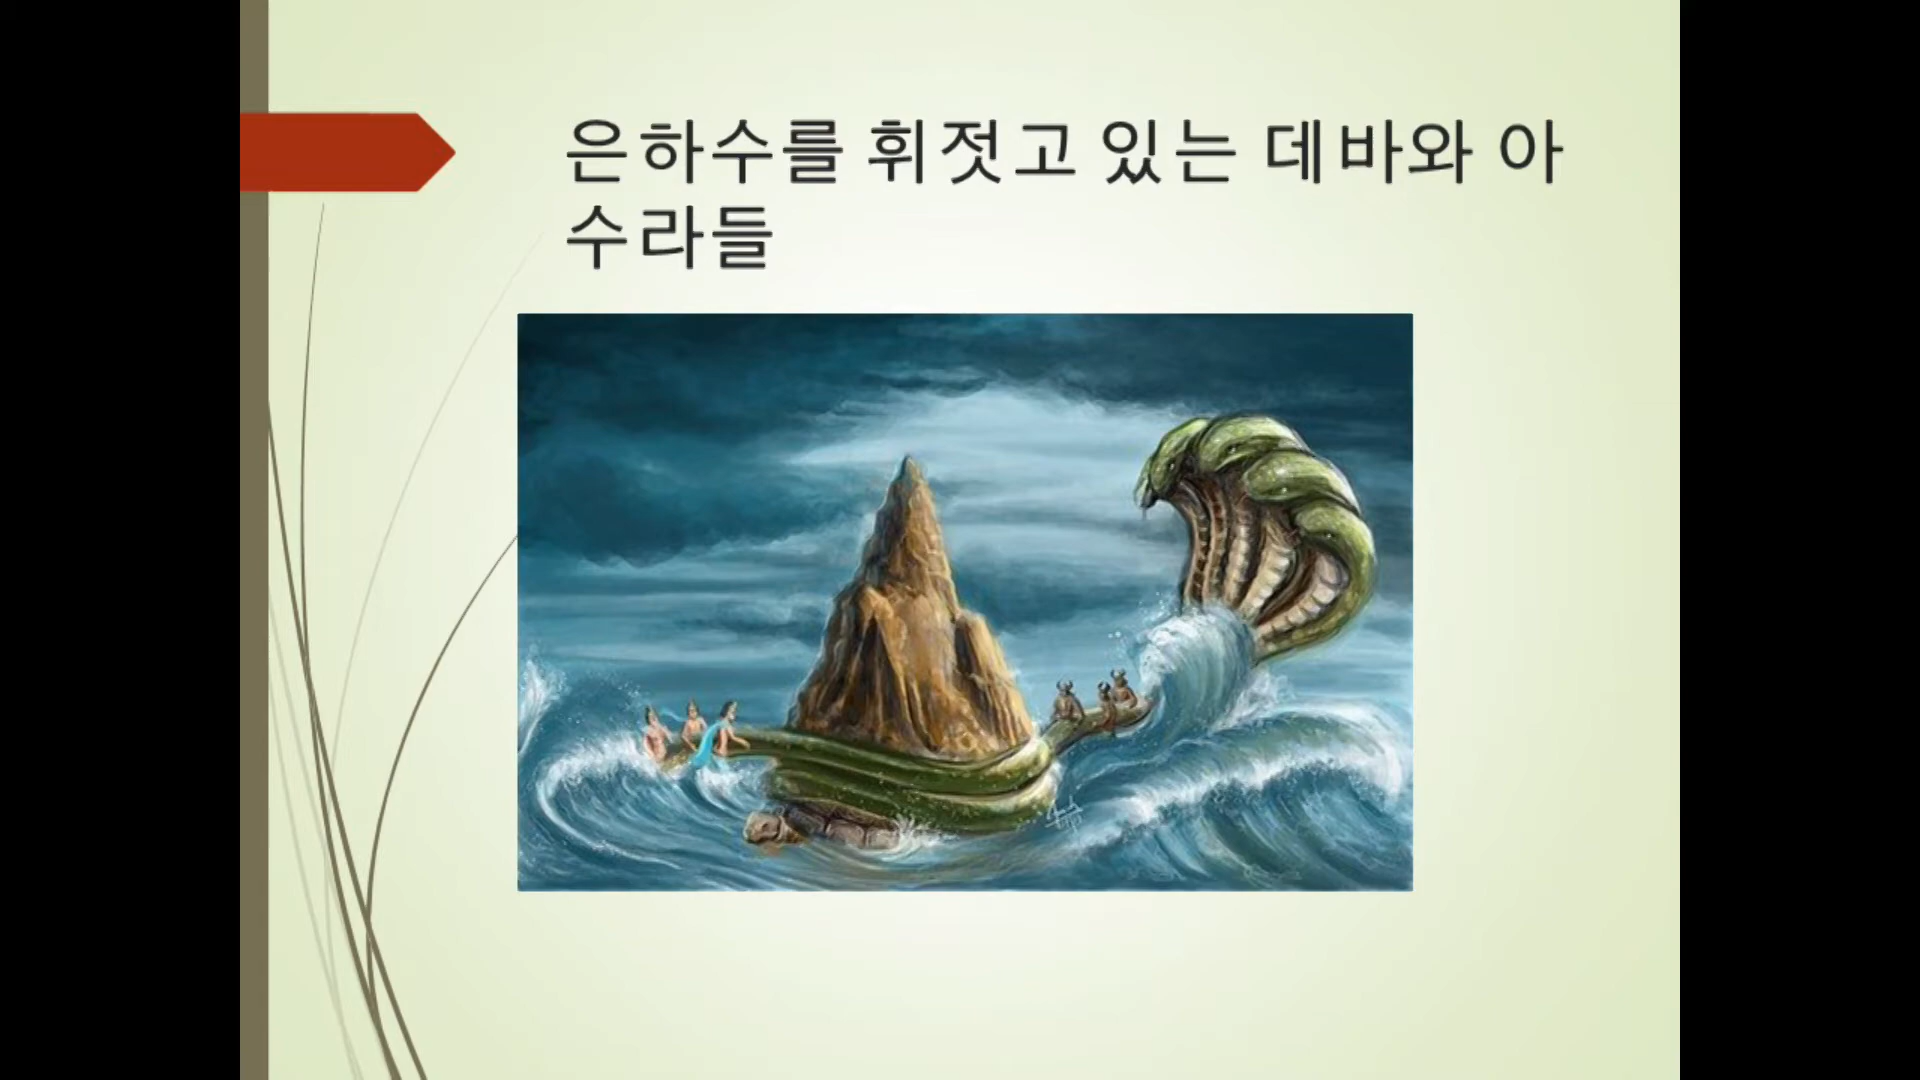 은하수를 휘젓고 있는 데바와 아
수라들